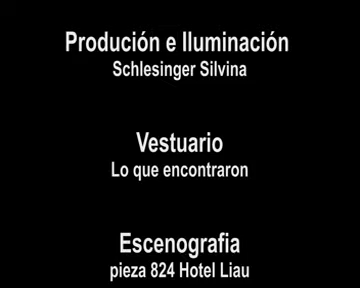 Produción e Iluminación
Schlesinger Silvina
Vestuario
Lo que encontraron
Escenografia
pieza 824 Hotel Liau